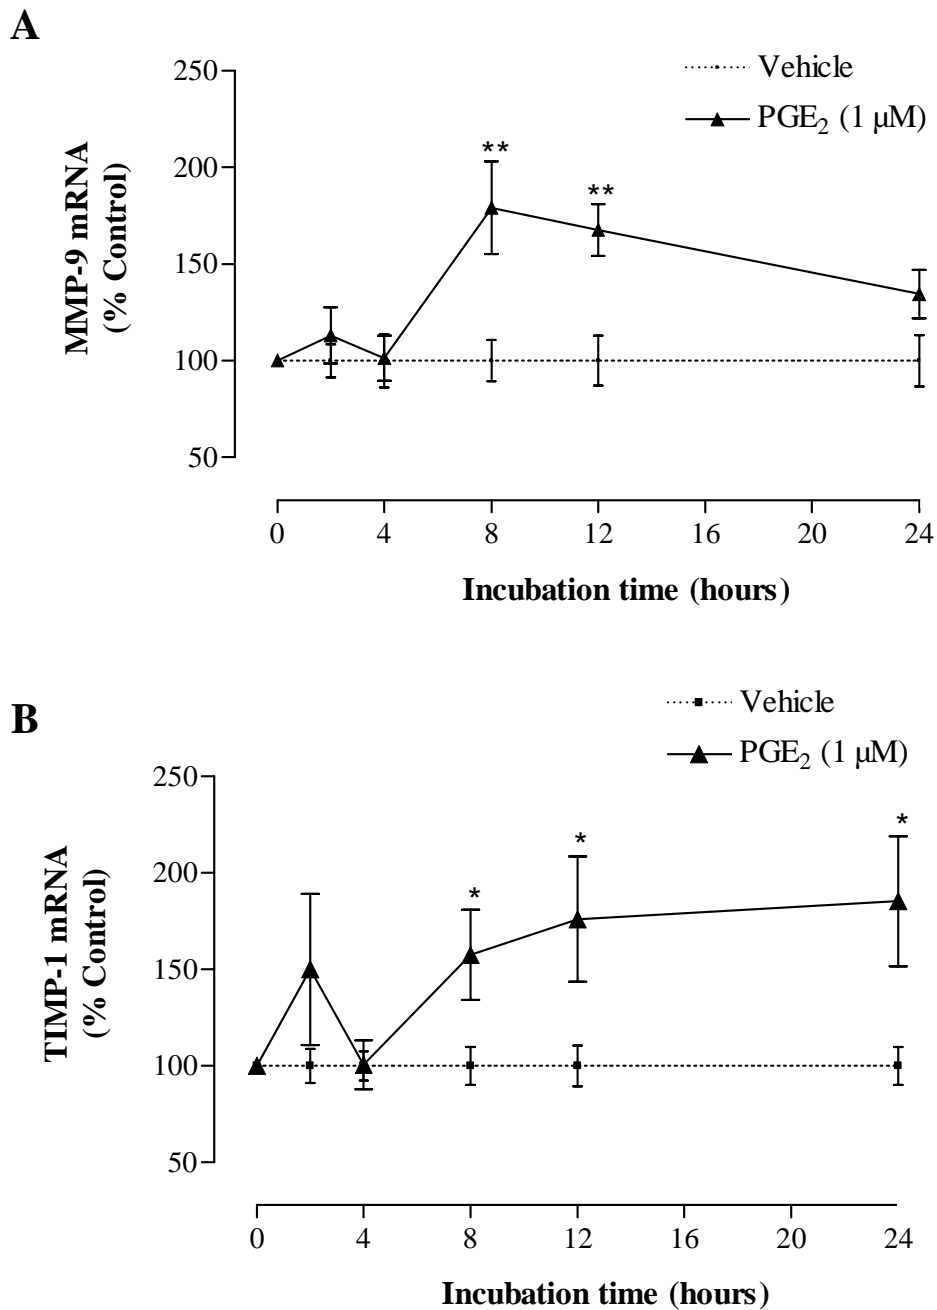 A
Vehicle
PGE₂ (1 μM)
MMP-9 mRNA
(% Control)
250
200
150
100
50
**
**
0 4 8 12 16 20 24
Incubation time (hours)
B
Vehicle
PGE₂ (1 μM)
TIMP-1 mRNA
(% Control)
250
200
150
100
50
*
*
*
0 4 8 12 16 20 24
Incubation time (hours)